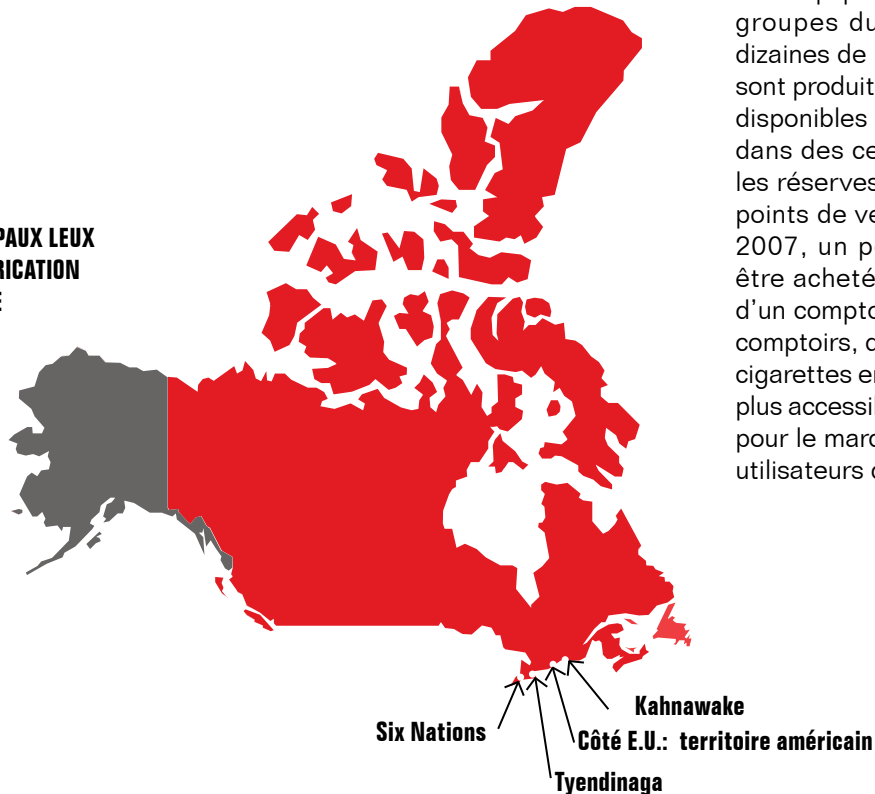 PAUX LEUX
RICATION
groupes du
dizaines de
sont produit
disponibles
dans des ce
les réserves
points de ve
2007, un p
être acheté
d'un compto
comptoirs, d
cigarettes en
plus accessil
pour le marc
utilisateurs c
Kahnawake
Six Nations
Côté E.U.: territoire américain
Tyendinaga